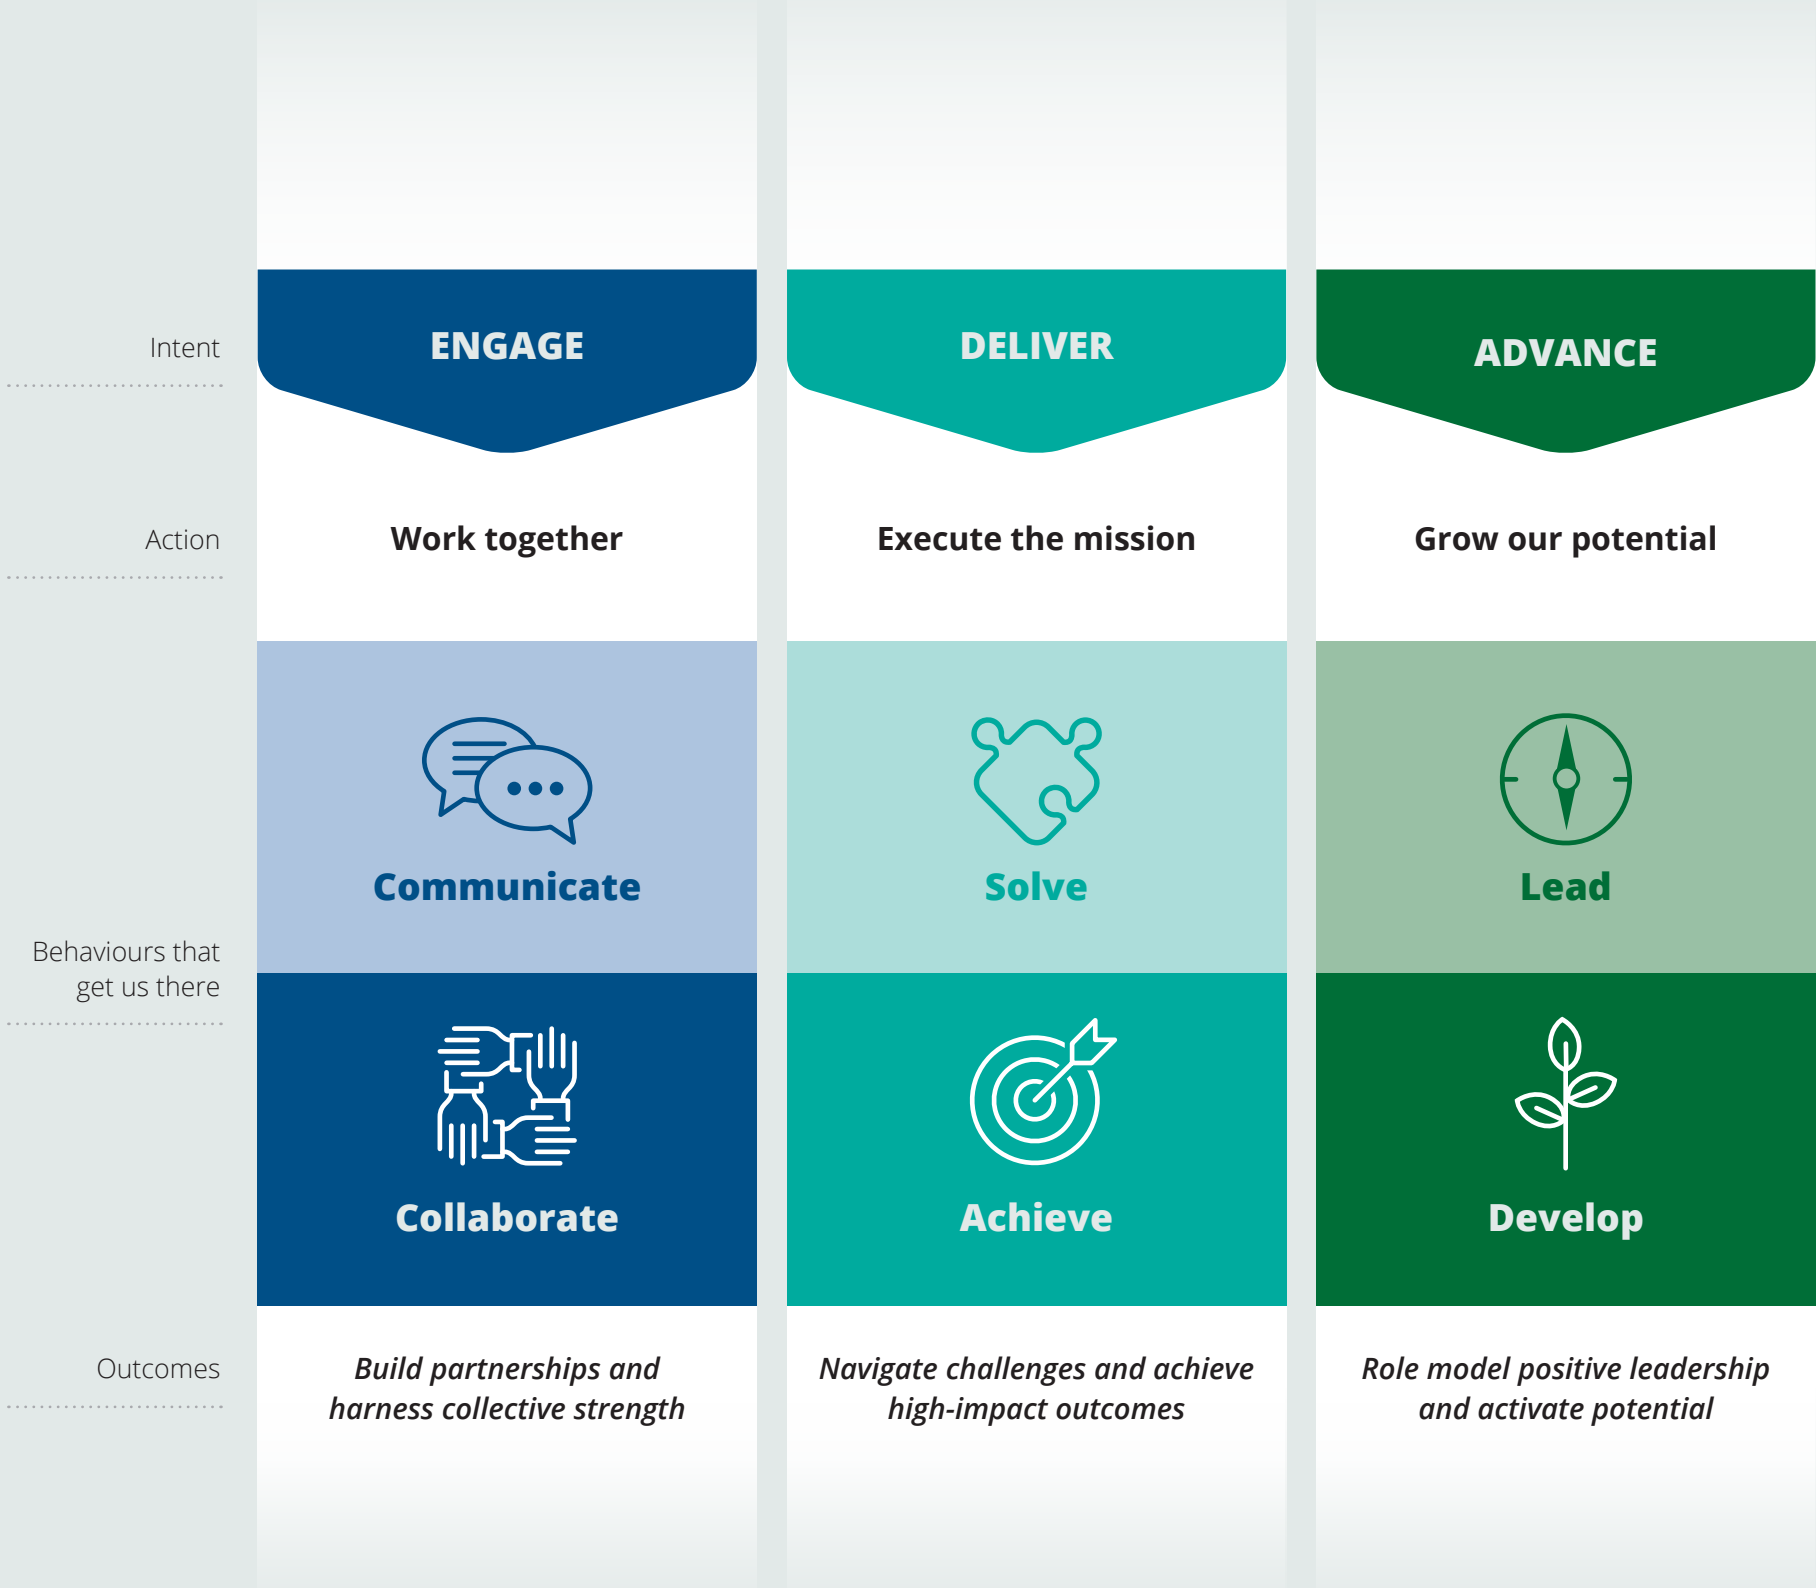 Intent
ENGAGE
DELIVER
ADVANCE
Action
Work together
Execute the mission
Grow our potential
Behaviours that
get us there
Communicate
Solve
Lead
Collaborate
Achieve
Develop
Outcomes
Build partnerships and
harness collective strength
Navigate challenges and achieve
high-impact outcomes
Role model positive leadership
and activate potential